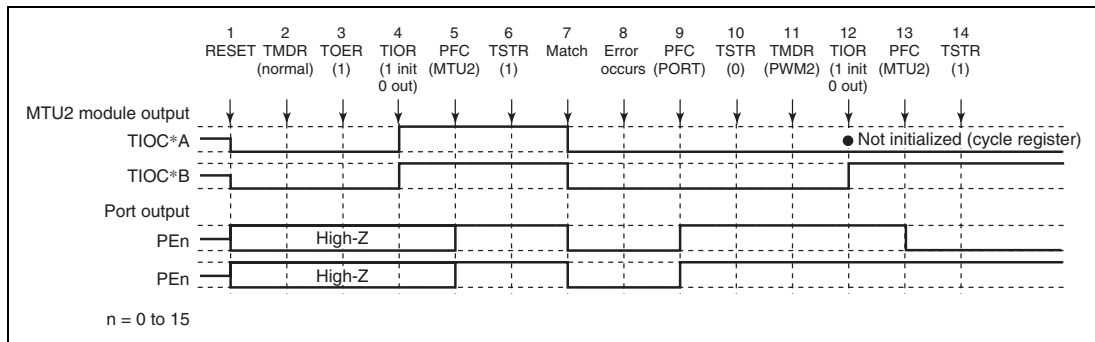 1 2 3 4 5 6 7 8 9 10 11 12 13 14
RESET TMDR TOER TIOR PFC TSTR Match Error PFC TSTR TMDR TIOR PFC TSTR
(normal) (1) (1 init (MTU2) (1) occurs (PORT) (0) (PWM2) (1 init (MTU2) (1)
0 out) 0 out)
MTU2 module output
TIOC*A
● Not initialized (cycle register)
TIOC*B
Port output
PEn
High-Z
PEn
High-Z
n = 0 to 15